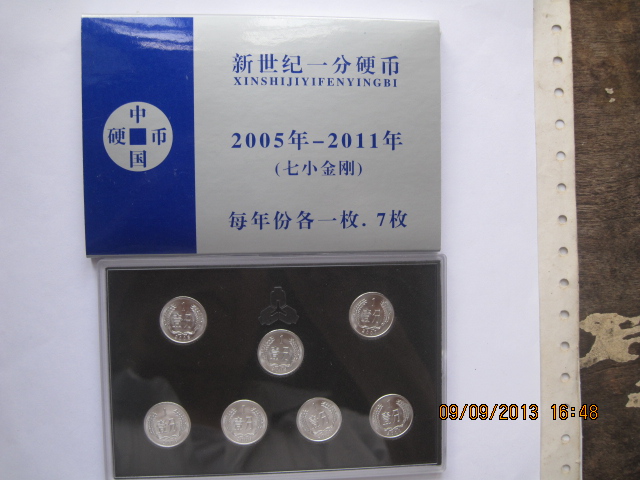 新世纪一分硬币
XINSHIJIYIFENYINGBI
中
硬 币
国
2005年-2011年
(七小金刚)
每年份各一枚.7枚
09/09/2013 16:48